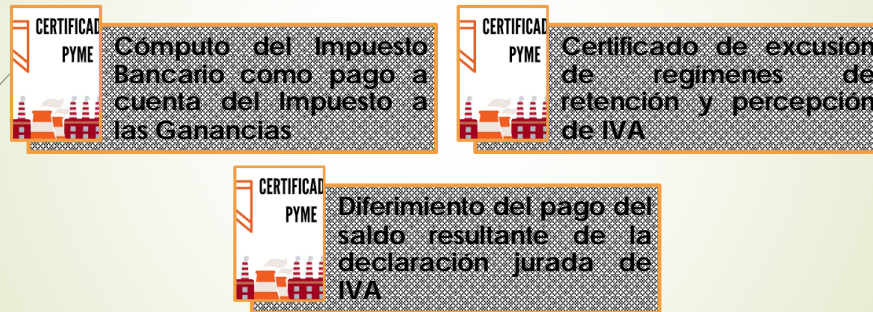 CERTIFICAD
PYME
Cómputo del Impuesto
Bancario como pago a
cuenta del Impuesto a
las Ganancias
CERTIFICAD
PYME
Certificado de excusión
de regímenes de
retención y percepción
de IVA
CERTIFICAD
PYME
Diferimiento del pago del
saldo resultante de la
declaración jurada de
IVA